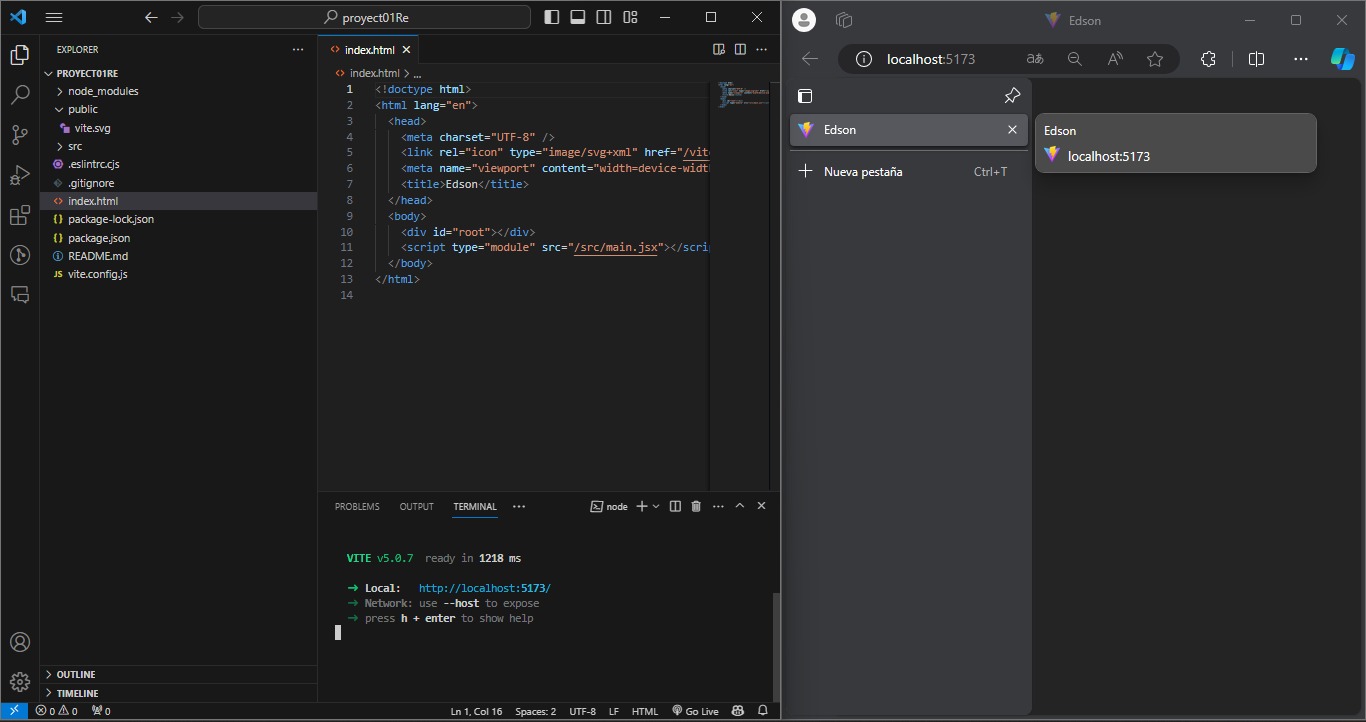 proyect01Re
EXPLORER
PROYECT01RE
node_modules
public
vite.svg
src
.eslintrc.cjs
.gitignore
index.html
package-lock.json
package.json
README.md
vite.config.js
OUTLINE
TIMELINE
index.html
index.html > ...
1 <!doctype html>
2 <html lang="en">
3 <head>
4 <meta charset="UTF-8" />
5 <link rel="icon" type="image/svg+xml" href="/vit
6 <meta name="viewport" content="width=device-widt
7 <title>Edson</title>
8 </head>
9 <body>
10 <div id="root"></div>
11 <script type="module" src="/src/main.jsx"></scri
12 </body>
13 </html>
14
PROBLEMS OUTPUT TERMINAL node
VITE v5.0.7 ready in 1218 ms
→ Local: http://localhost:5173/
→ Network: use --host to expose
→ press h + enter to show help
0 0 0 Ln 1, Col 16 Spaces: 2 UTF-8 LF HTML Go Live
Edson
localhost:5173
Edson
Nueva pestaña Ctrl+T
Edson
localhost:5173